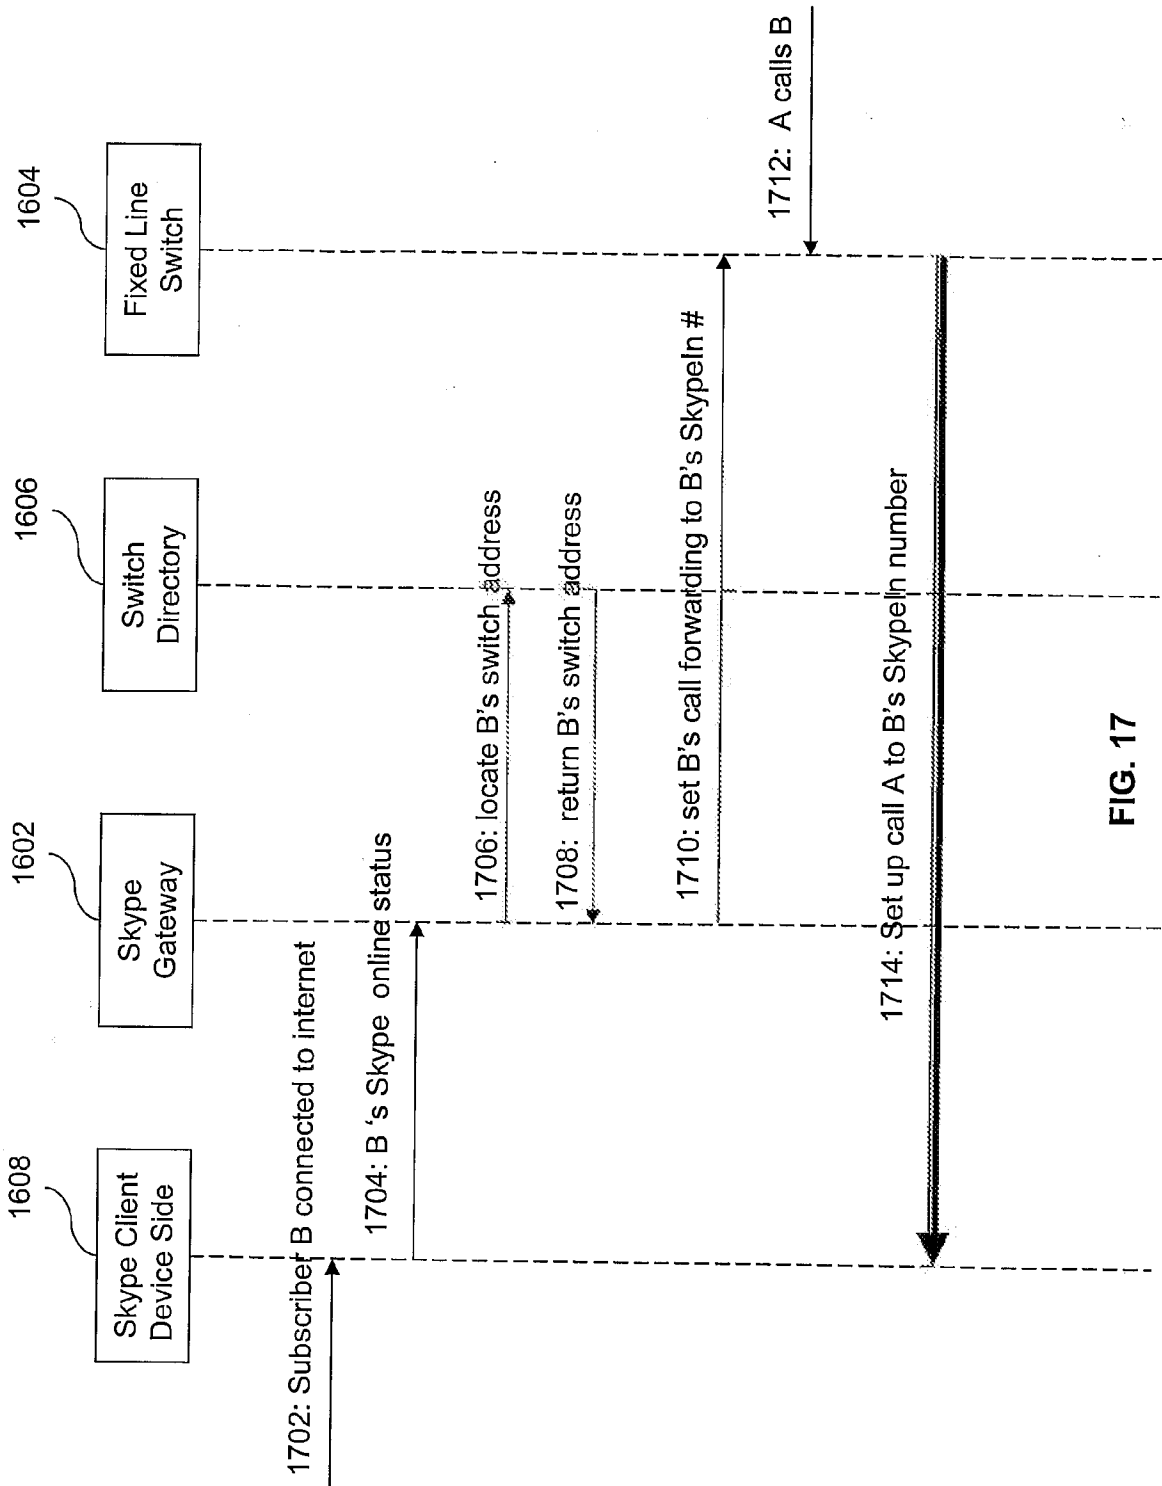 1608
1602
1606
1604
Skype Client
Device Side
Skype
Gateway
Switch
Directory
Fixed Line
Switch
1702: Subscriber B connected to internet
1704: B 's Skype online status
1706: locate B's switch address
1708: return B's switch address
1710: set B's call forwarding to B's SkypeIn #
1712: A calls B
1714: Set up call A to B's SkypeIn number
FIG. 17